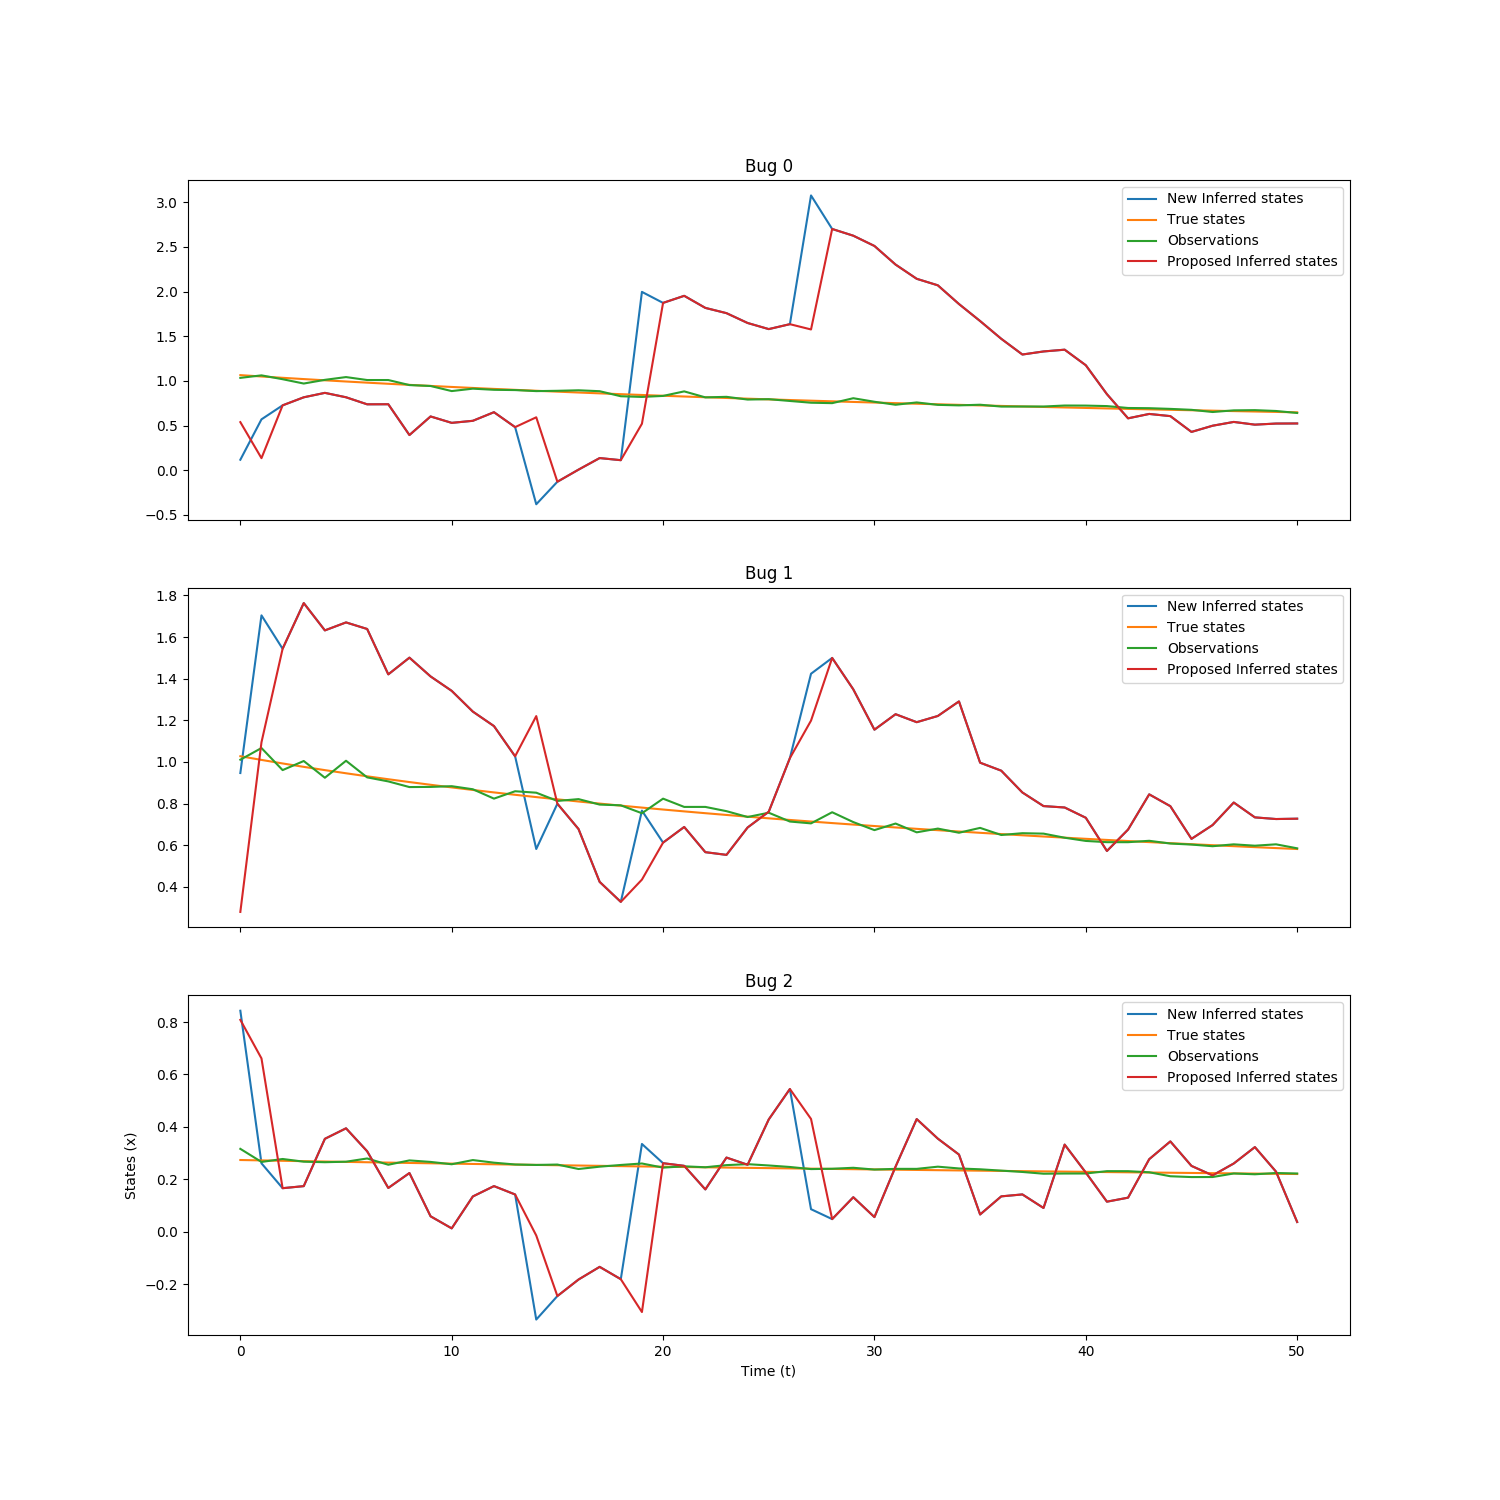 Bug 0
3.0
2.5
2.0
1.5
1.0
0.5
0.0
−0.5
New Inferred states
True states
Observations
Proposed Inferred states
Bug 1
1.8
1.6
1.4
1.2
1.0
0.8
0.6
0.4
New Inferred states
True states
Observations
Proposed Inferred states
Bug 2
0.8
0.6
0.4
0.2
0.0
−0.2
States (x)
New Inferred states
True states
Observations
Proposed Inferred states
0 10 20 30 40 50
Time (t)